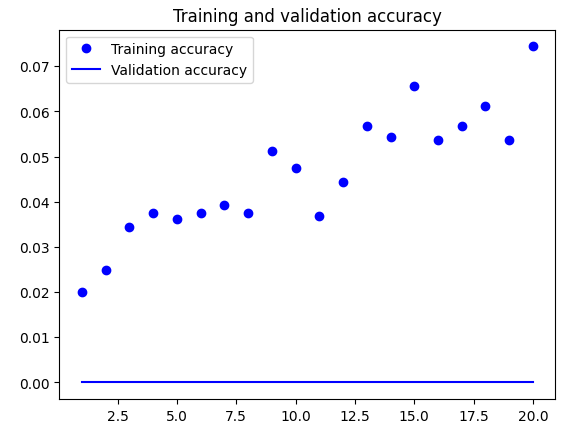 Training and validation accuracy
Training accuracy
Validation accuracy
0.07
0.06
0.05
0.04
0.03
0.02
0.01
0.00
2.5 5.0 7.5 10.0 12.5 15.0 17.5 20.0